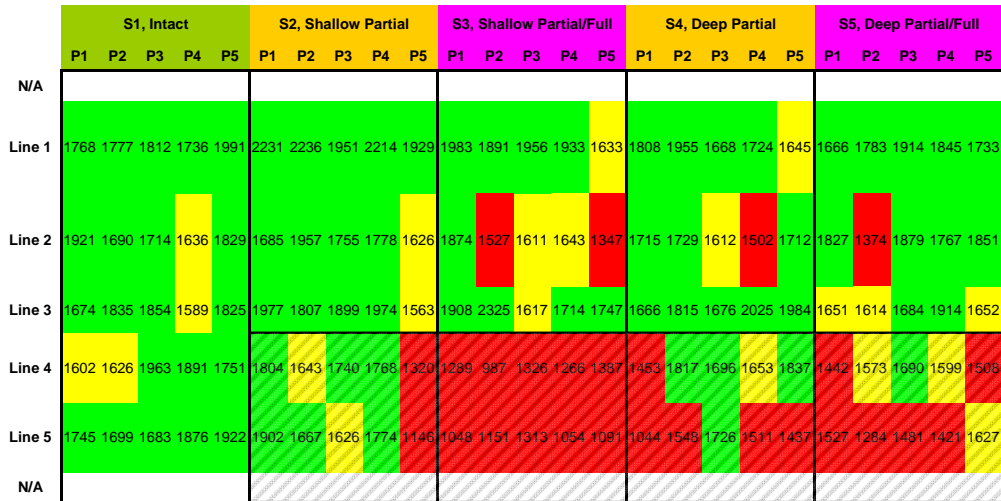 S1, Intact S2, Shallow Partial S3, Shallow Partial/Full S4, Deep Partial S5, Deep Partial/Full
P1 P2 P3 P4 P5 P1 P2 P3 P4 P5 P1 P2 P3 P4 P5 P1 P2 P3 P4 P5 P1 P2 P3 P4 P5
N/A
Line 1 1768 1777 1812 1736 1991 2231 2236 1951 2214 1929 1983 1891 1956 1933 1633 1808 1955 1668 1724 1645 1666 1783 1914 1845 1733
Line 2 1921 1690 1714 1636 1829 1685 1957 1755 1778 1626 1874 1527 1611 1643 1347 1715 1729 1612 1502 1712 1827 1374 1879 1767 1851
Line 3 1674 1835 1854 1589 1825 1977 1807 1899 1974 1563 1908 2325 1617 1714 1747 1666 1815 1676 2025 1984 1651 1614 1684 1914 1652
Line 4 1602 1626 1963 1891 1751 1804 1643 1740 1768 1320 1289 987 1326 1266 1387 1453 1817 1696 1653 1837 1442 1573 1690 1599 1508
Line 5 1745 1699 1683 1876 1922 1902 1667 1626 1774 1146 1048 1151 1313 1054 1091 1044 1548 1726 1511 1437 1527 1284 1481 1421 1627
N/A